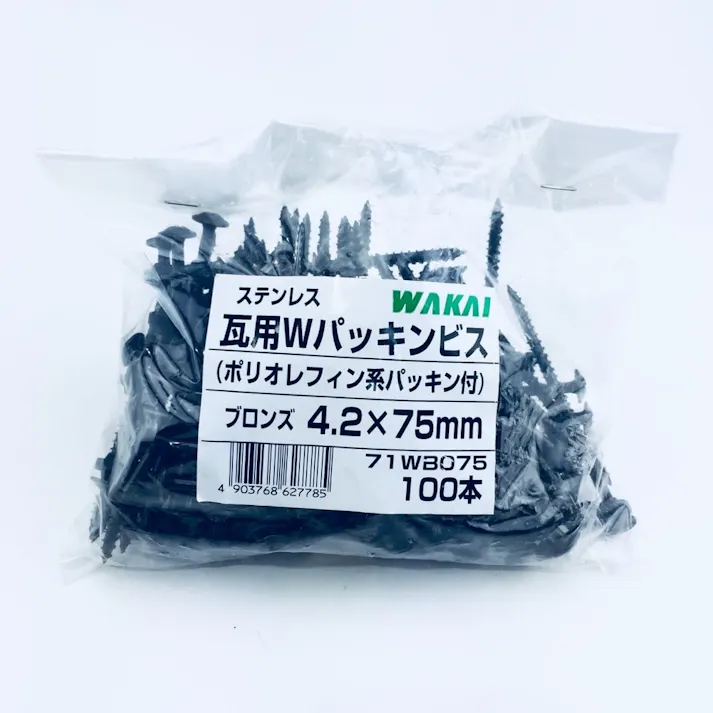 ステンレス WAKAI
瓦用Wパッキンビス
(ポリオレフィン系パッキン付)
ブロンズ 4.2×75mm
71WB075
4 903768 627785
100本